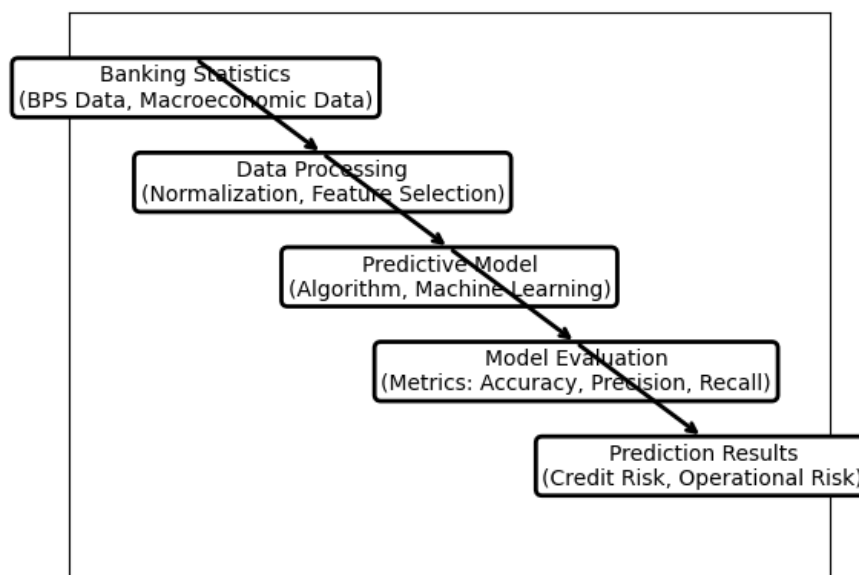 Banking Statistics
(BPS Data, Macroeconomic Data)
Data Processing
(Normalization, Feature Selection)
Predictive Model
(Algorithm, Machine Learning)
Model Evaluation
(Metrics: Accuracy, Precision, Recall)
Prediction Results
(Credit Risk, Operational Risk)